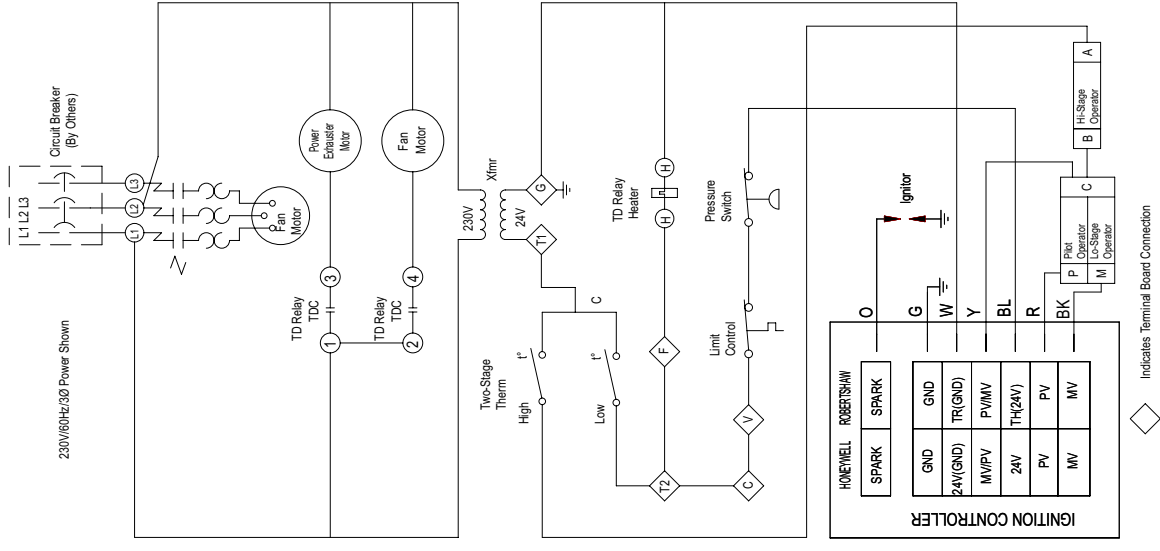 230V/60Hz/3Ø Power Shown
Circuit Breaker
(By Others)
L1 L2 L3
L1
L2
L3
Fan
Motor
TD Relay
TDC
1
3
Power
Exhauster
Motor
TD Relay
TDC
2
4
Fan
Motor
230V
Xfmr
24V
T1
G
C
Two-Stage
Therm
High
t°
Low
t°
TD Relay
Heater
T2
F
H
H
Limit
Control
Pressure
Switch
C
V
Ignitor
IGNITION CONTROLLER
HONEYWELL
ROBERTSHAW
SPARK
SPARK
O
GND
GND
G
24V(GND)
TR(GND)
W
MV/PV
PV/MV
Y
24V
TH(24V)
BL
PV
PV
R
MV
MV
BK
P
Pilot
Operator
M
Lo-Stage
Operator
C
B
Hi-Stage
Operator
A
Indicates Terminal Board Connection